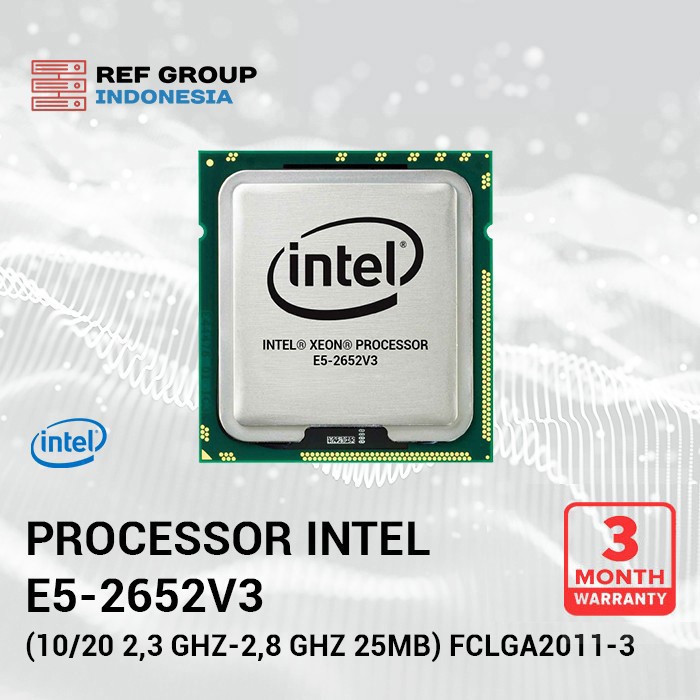 REF GROUP
INDONESIA
intel®
INTEL® XEON® PROCESSOR
E5-2652V3
intel
PROCESSOR INTEL
E5-2652V3
(10/20 2,3 GHZ-2,8 GHZ 25MB) FCLGA2011-3
3
MONTH
WARRANTY